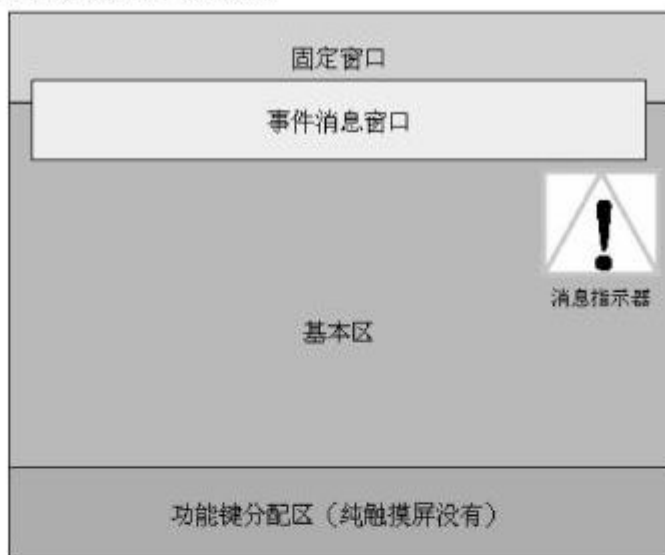 固定窗口
事件消息窗口
消息指示器
基本区
功能键分配区（纯触摸屏没有）